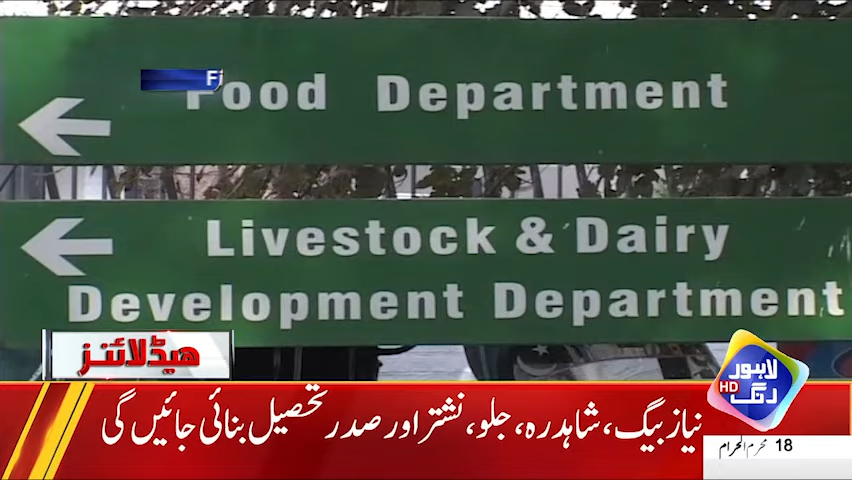 Food Department
Livestock & Dairy
Development Department
ہیڈلائنز
نیاز بیگ، شاہدرہ، جلو، نشتر اور صدر تحصیل بنائی جائیں گی
لاہور
رنگ
HD
18 محرم الحرام